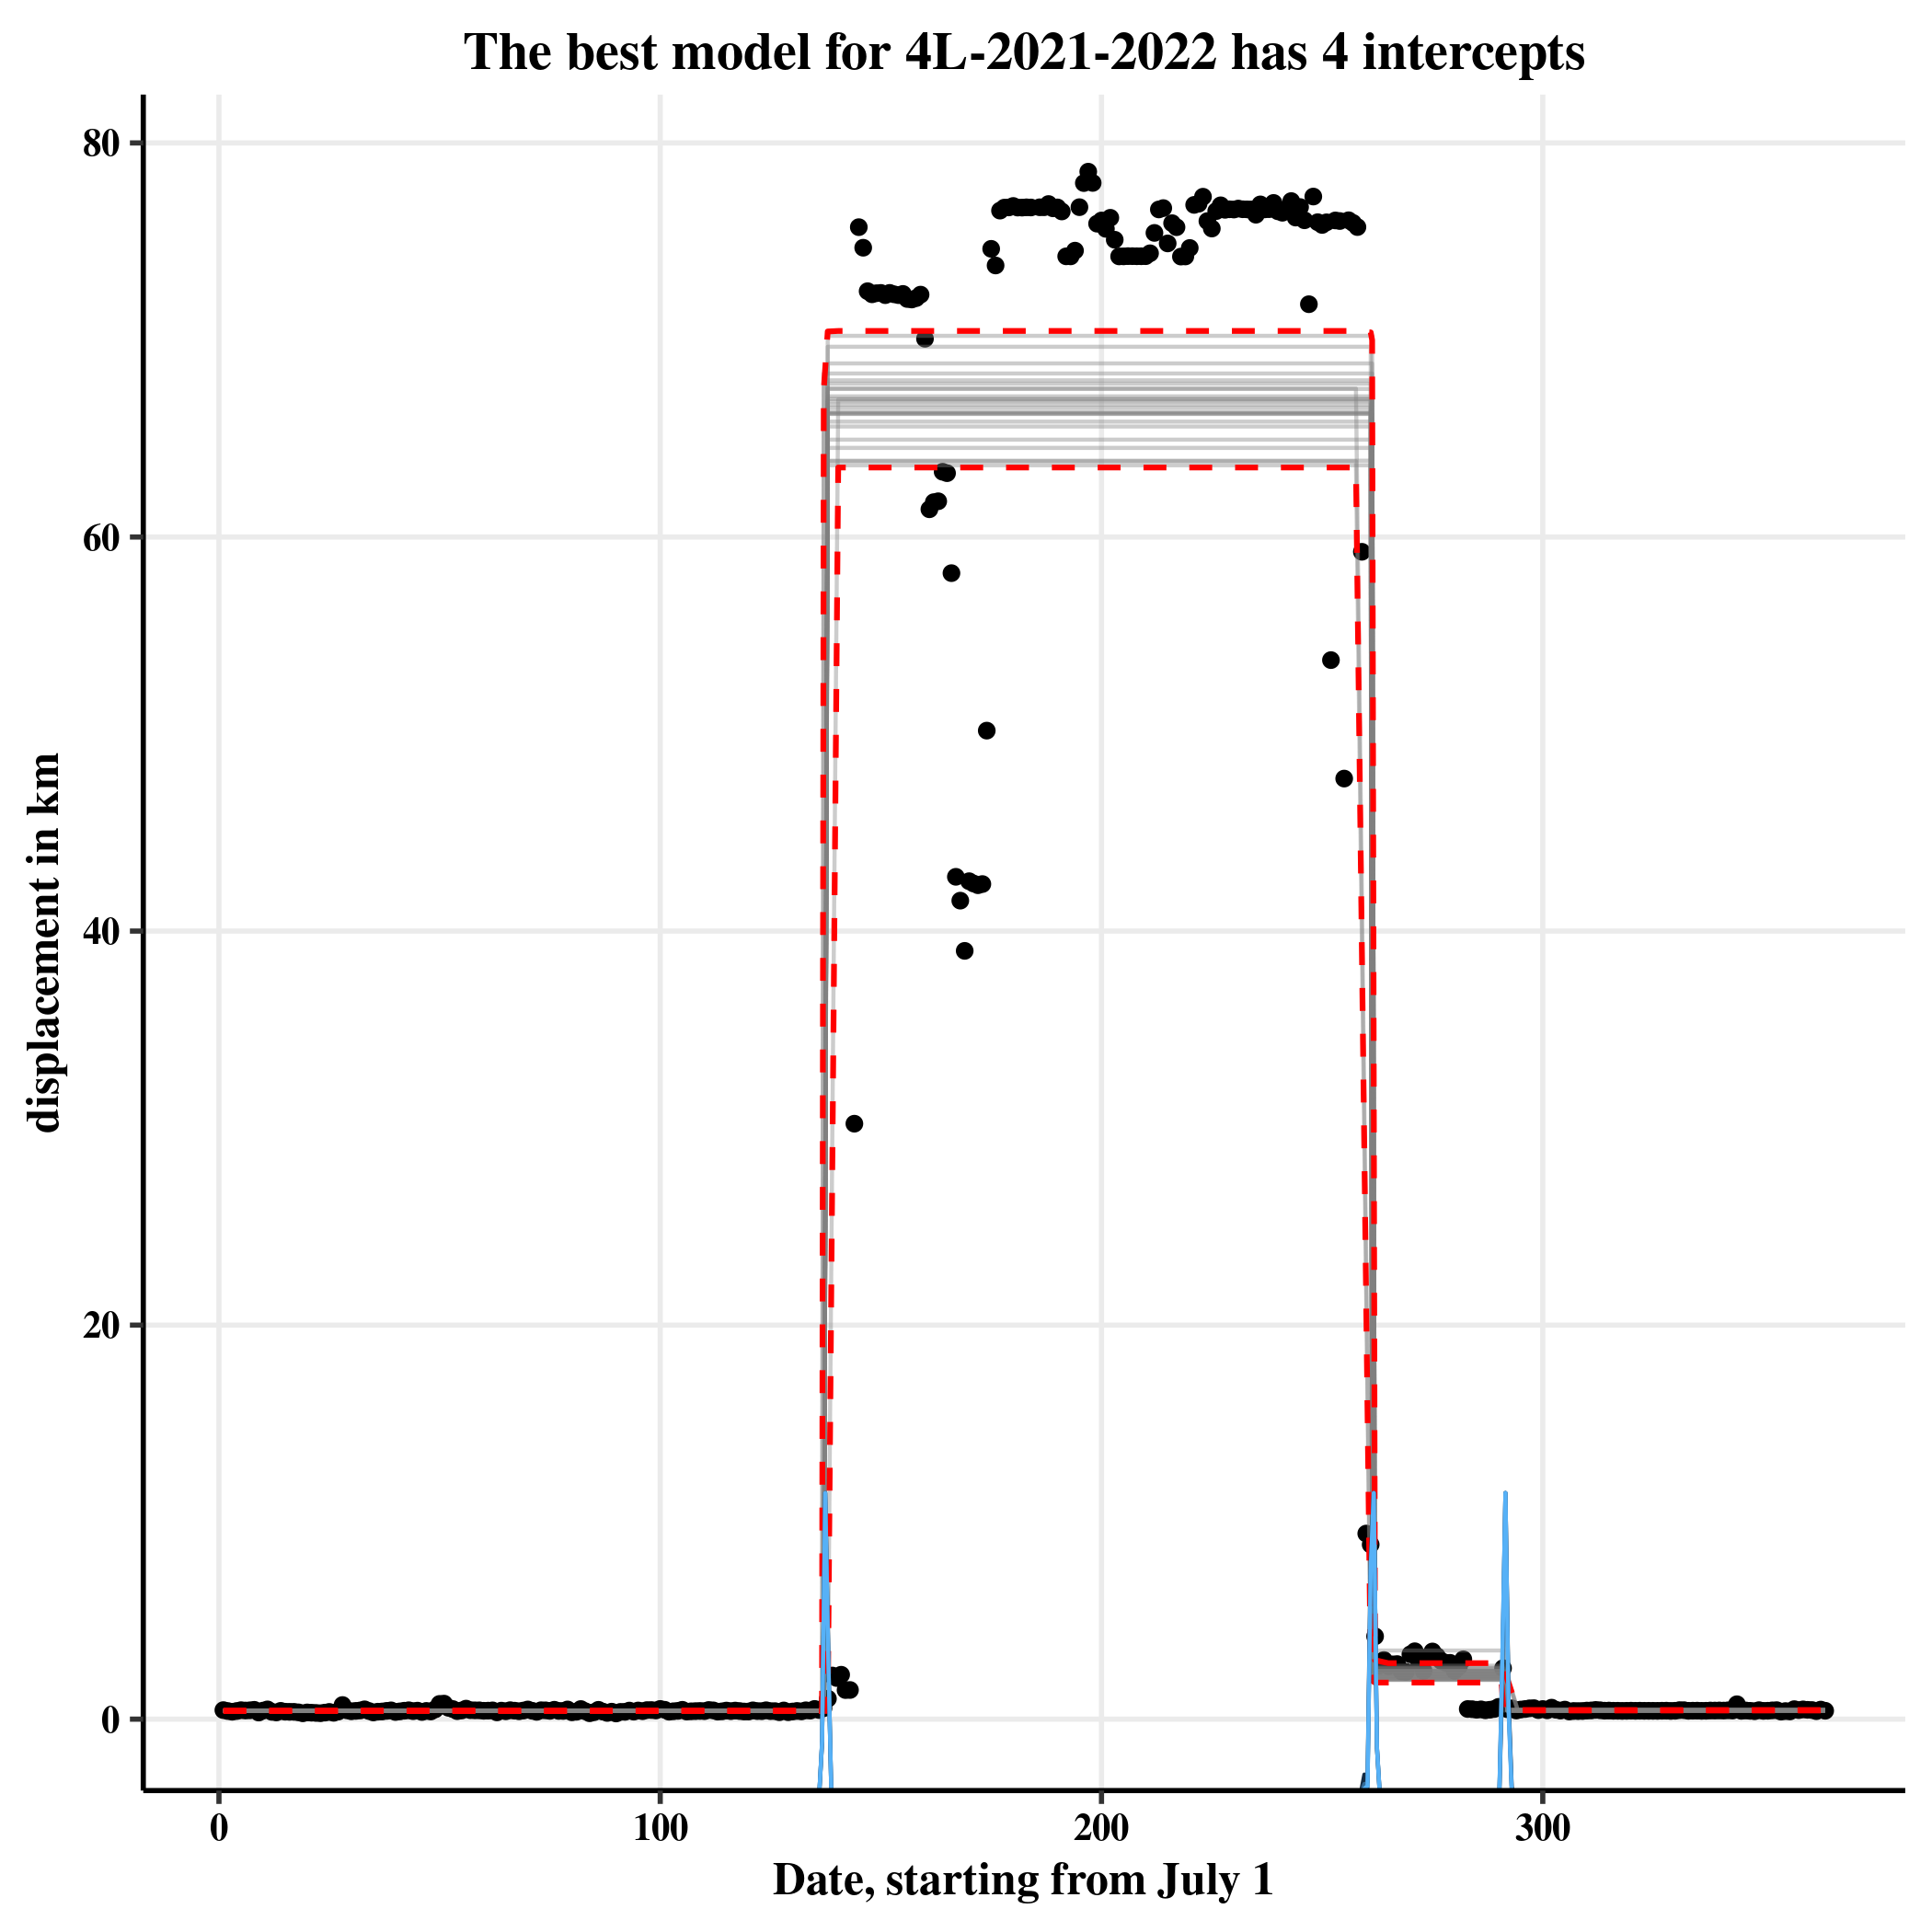 The best model for 4L-2021-2022 has 4 intercepts
80
60
40
20
0
displacement in km
0 100 200 300
Date, starting from July 1